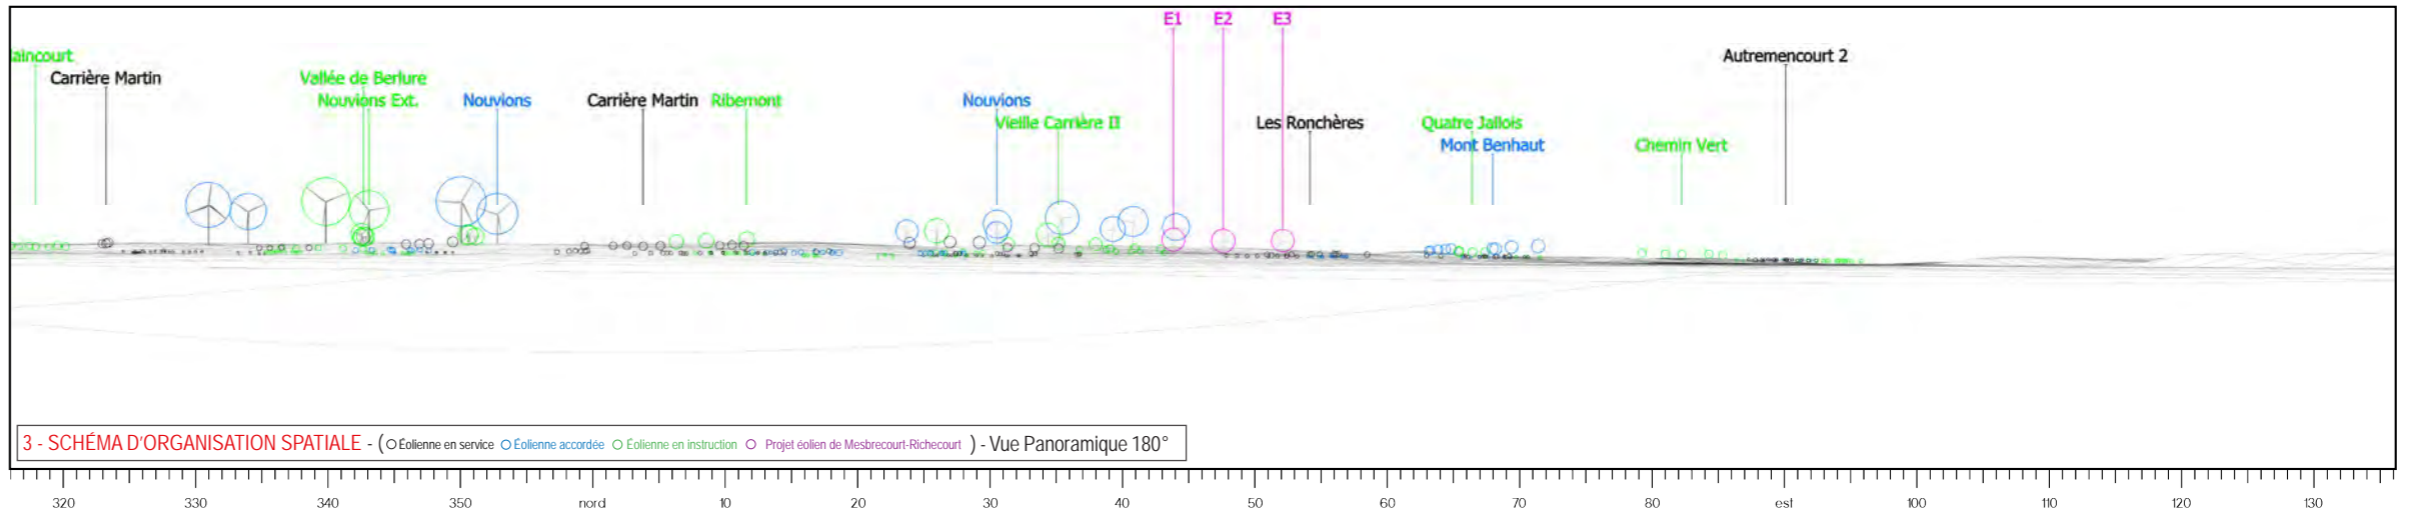 E1 E2 E3
aincourt Autremencourt 2
Carrière Martin Vallée de Berlure
Nouvions Ext. Nouvions Carrière Martin Ribemont Nouvions
Vieille Carrière II Les Ronchères Quatre Jallois
Mont Benhaut Chemin Vert
3 - SCHÉMA D'ORGANISATION SPATIALE - ( Éolienne en service Éolienne accordée Éolienne en instruction Projet éolien de Mesbrecourt-Richecourt ) - Vue Panoramique 180°
320 330 340 350 nord 10 20 30 40 50 60 70 80 est 100 110 120 130